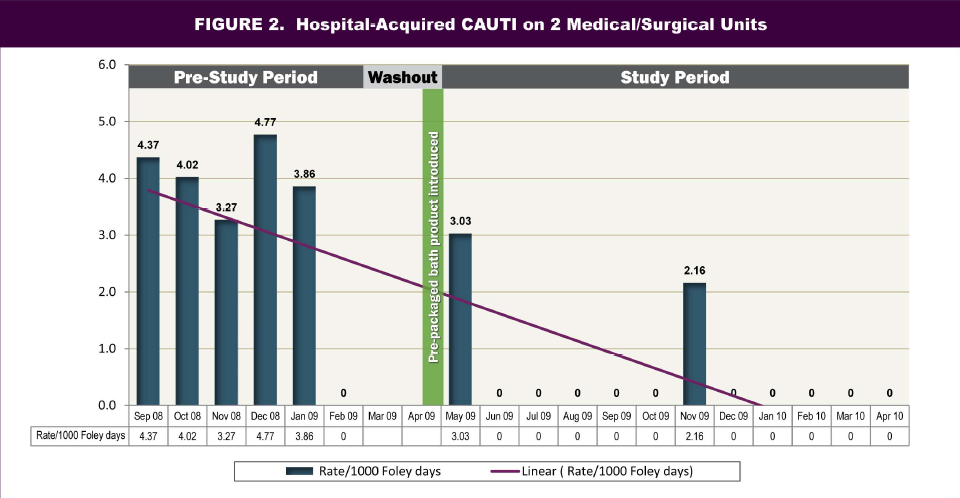 FIGURE 2. Hospital-Acquired CAUTI on 2 Medical/Surgical Units
6.0
Pre-Study Period Washout Study Period
5.0
4.0
3.0
2.0
1.0
0.0
4.37
4.02
3.27
4.77
3.86
0
Pre-packaged bath product introduced
3.03
0 0 0 0 0
2.16
0 0 0 0 0
Sep 08 Oct 08 Nov 08 Dec 08 Jan 09 Feb 09 Mar 09 Apr 09 May 09 Jun 09 Jul 09 Aug 09 Sep 09 Oct 09 Nov 09 Dec 09 Jan 10 Feb 10 Mar 10 Apr 10
Rate/1000 Foley days 4.37 4.02 3.27 4.77 3.86 0 3.03 0 0 0 0 0 2.16 0 0 0 0 0
Rate/1000 Foley days Linear ( Rate/1000 Foley days)